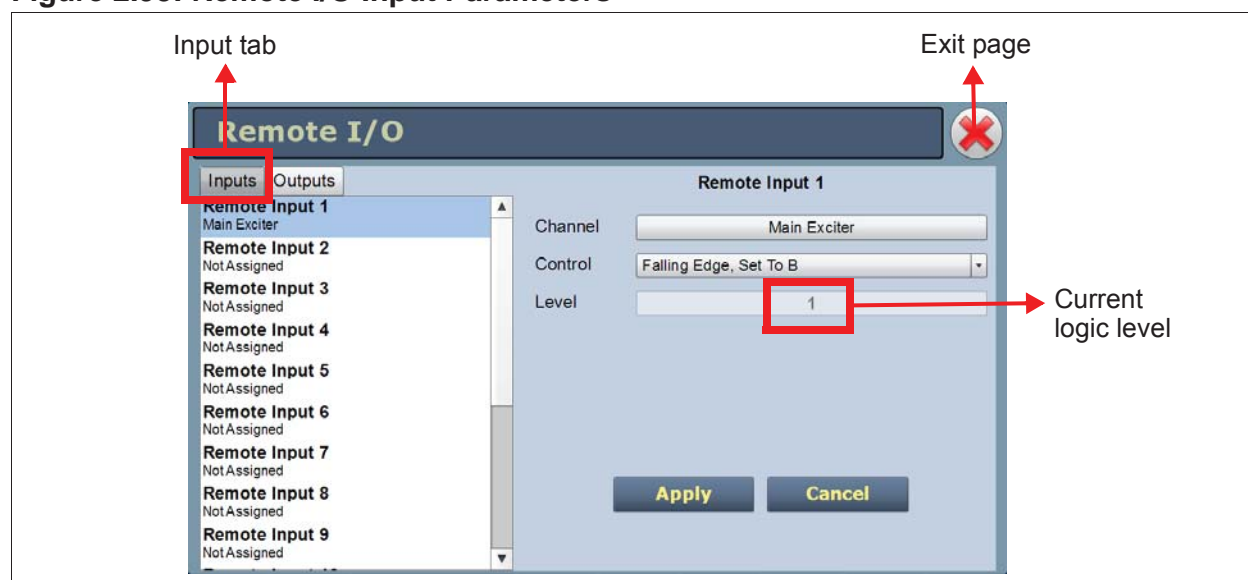 Input tab
Exit page
Remote I/O
Inputs
Outputs
Remote Input 1
Main Exciter
Remote Input 2
Not Assigned
Remote Input 3
Not Assigned
Remote Input 4
Not Assigned
Remote Input 5
Not Assigned
Remote Input 6
Not Assigned
Remote Input 7
Not Assigned
Remote Input 8
Not Assigned
Remote Input 9
Not Assigned
Remote Input 1
Channel
Main Exciter
Control
Falling Edge, Set To B
Level
1
Current
logic level
Apply
Cancel